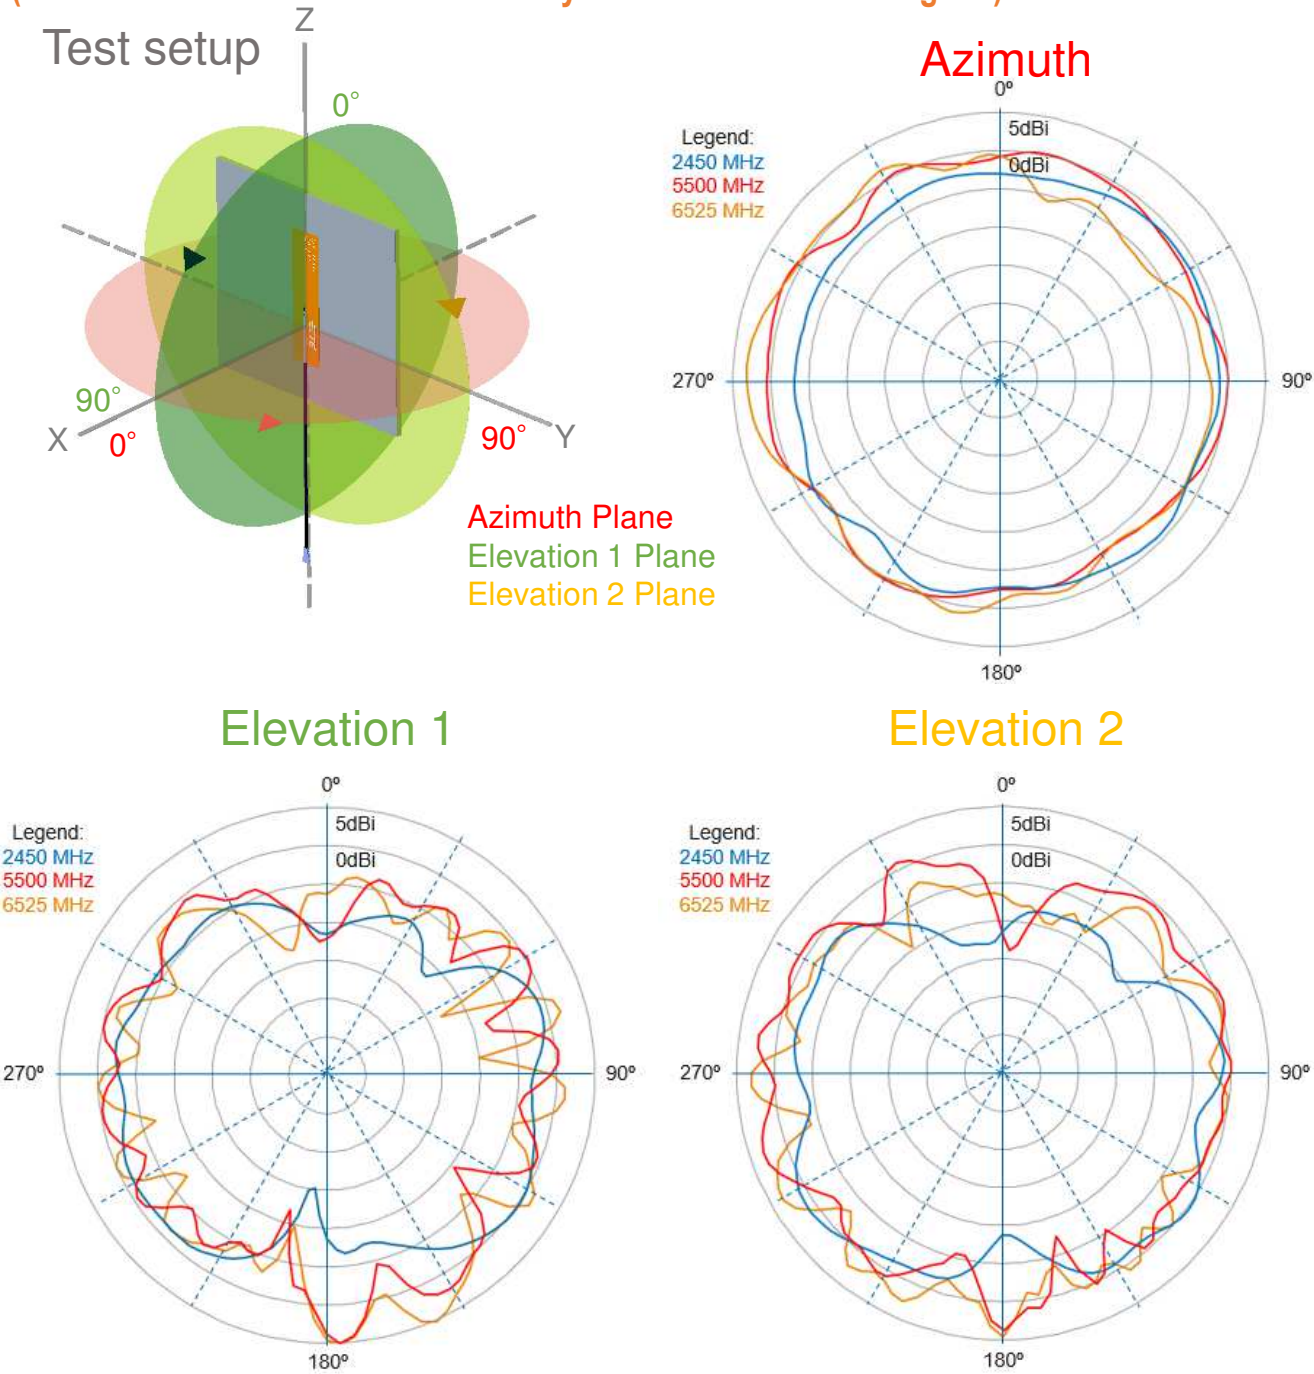 Test setup
Z
0°
90°
X
0°
90°
Y
Azimuth Plane
Elevation 1 Plane
Elevation 2 Plane
Azimuth
0º
5dBi
0dBi
Legend:
2450 MHz
5500 MHz
6525 MHz
270º
90º
180º
Elevation 1
0º
5dBi
0dBi
Legend:
2450 MHz
5500 MHz
6525 MHz
270º
90º
180º
Elevation 2
0º
5dBi
0dBi
Legend:
2450 MHz
5500 MHz
6525 MHz
270º
90º
180º